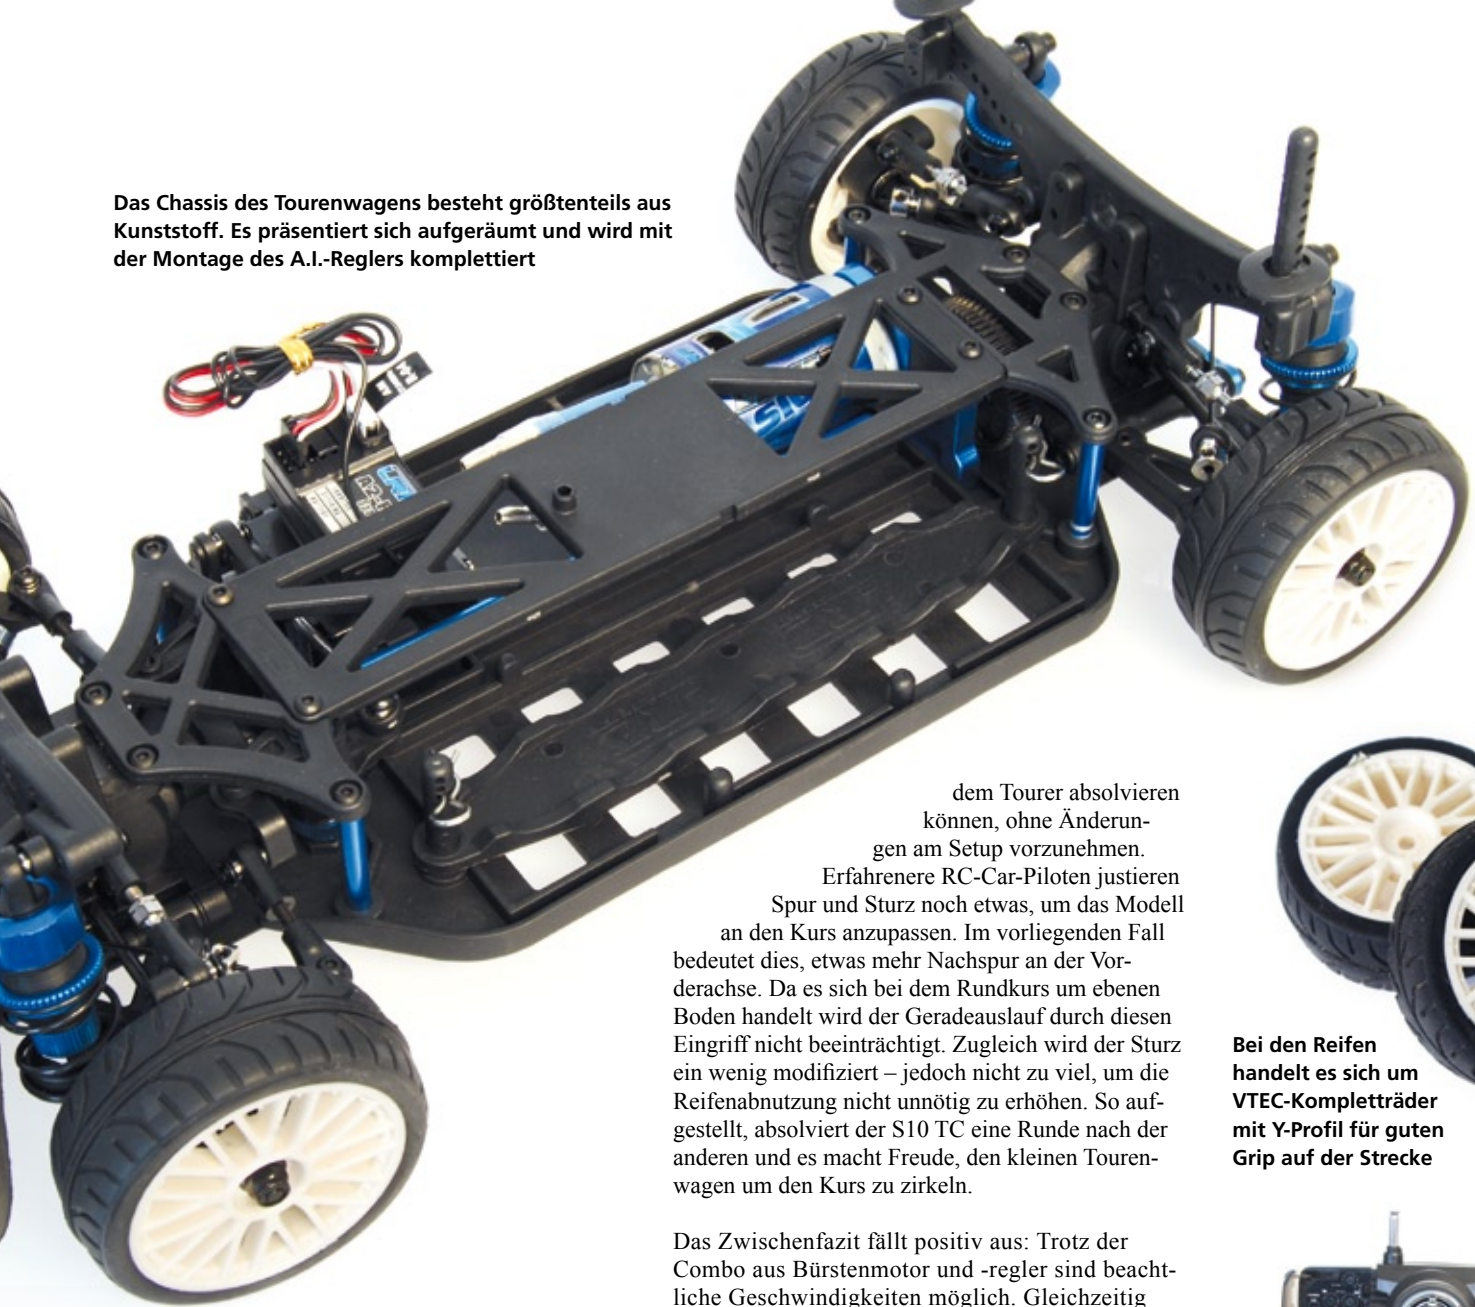 Das Chassis des Tourenwagens besteht größtenteils aus
Kunststoff. Es präsentiert sich aufgeräumt und wird mit
der Montage des A.I.-Reglers komplettiert
dem Tourer absolvieren
können, ohne Änderun-
gen am Setup vorzunehmen.
Erfahrenere RC-Car-Piloten justieren
Spur und Sturz noch etwas, um das Modell
an den Kurs anzupassen. Im vorliegenden Fall
bedeutet dies, etwas mehr Nachspur an der Vor-
derachse. Da es sich bei dem Rundkurs um ebenen
Boden handelt wird der Geradeauslauf durch diesen
Eingriff nicht beeinträchtigt. Zugleich wird der Sturz
ein wenig modifiziert – jedoch nicht zu viel, um die
Reifenabnutzung nicht unnötig zu erhöhen. So auf-
gestellt, absolviert der S10 TC eine Runde nach der
anderen und es macht Freude, den kleinen Touren-
wagen um den Kurs zu zirkeln.
Das Zwischenfazit fällt positiv aus: Trotz der
Combo aus Bürstenmotor und -regler sind beacht-
liche Geschwindigkeiten möglich. Gleichzeitig
Bei den Reifen
handelt es sich um
VTEC-Kompletträder
mit Y-Profil für guten
Grip auf der Strecke